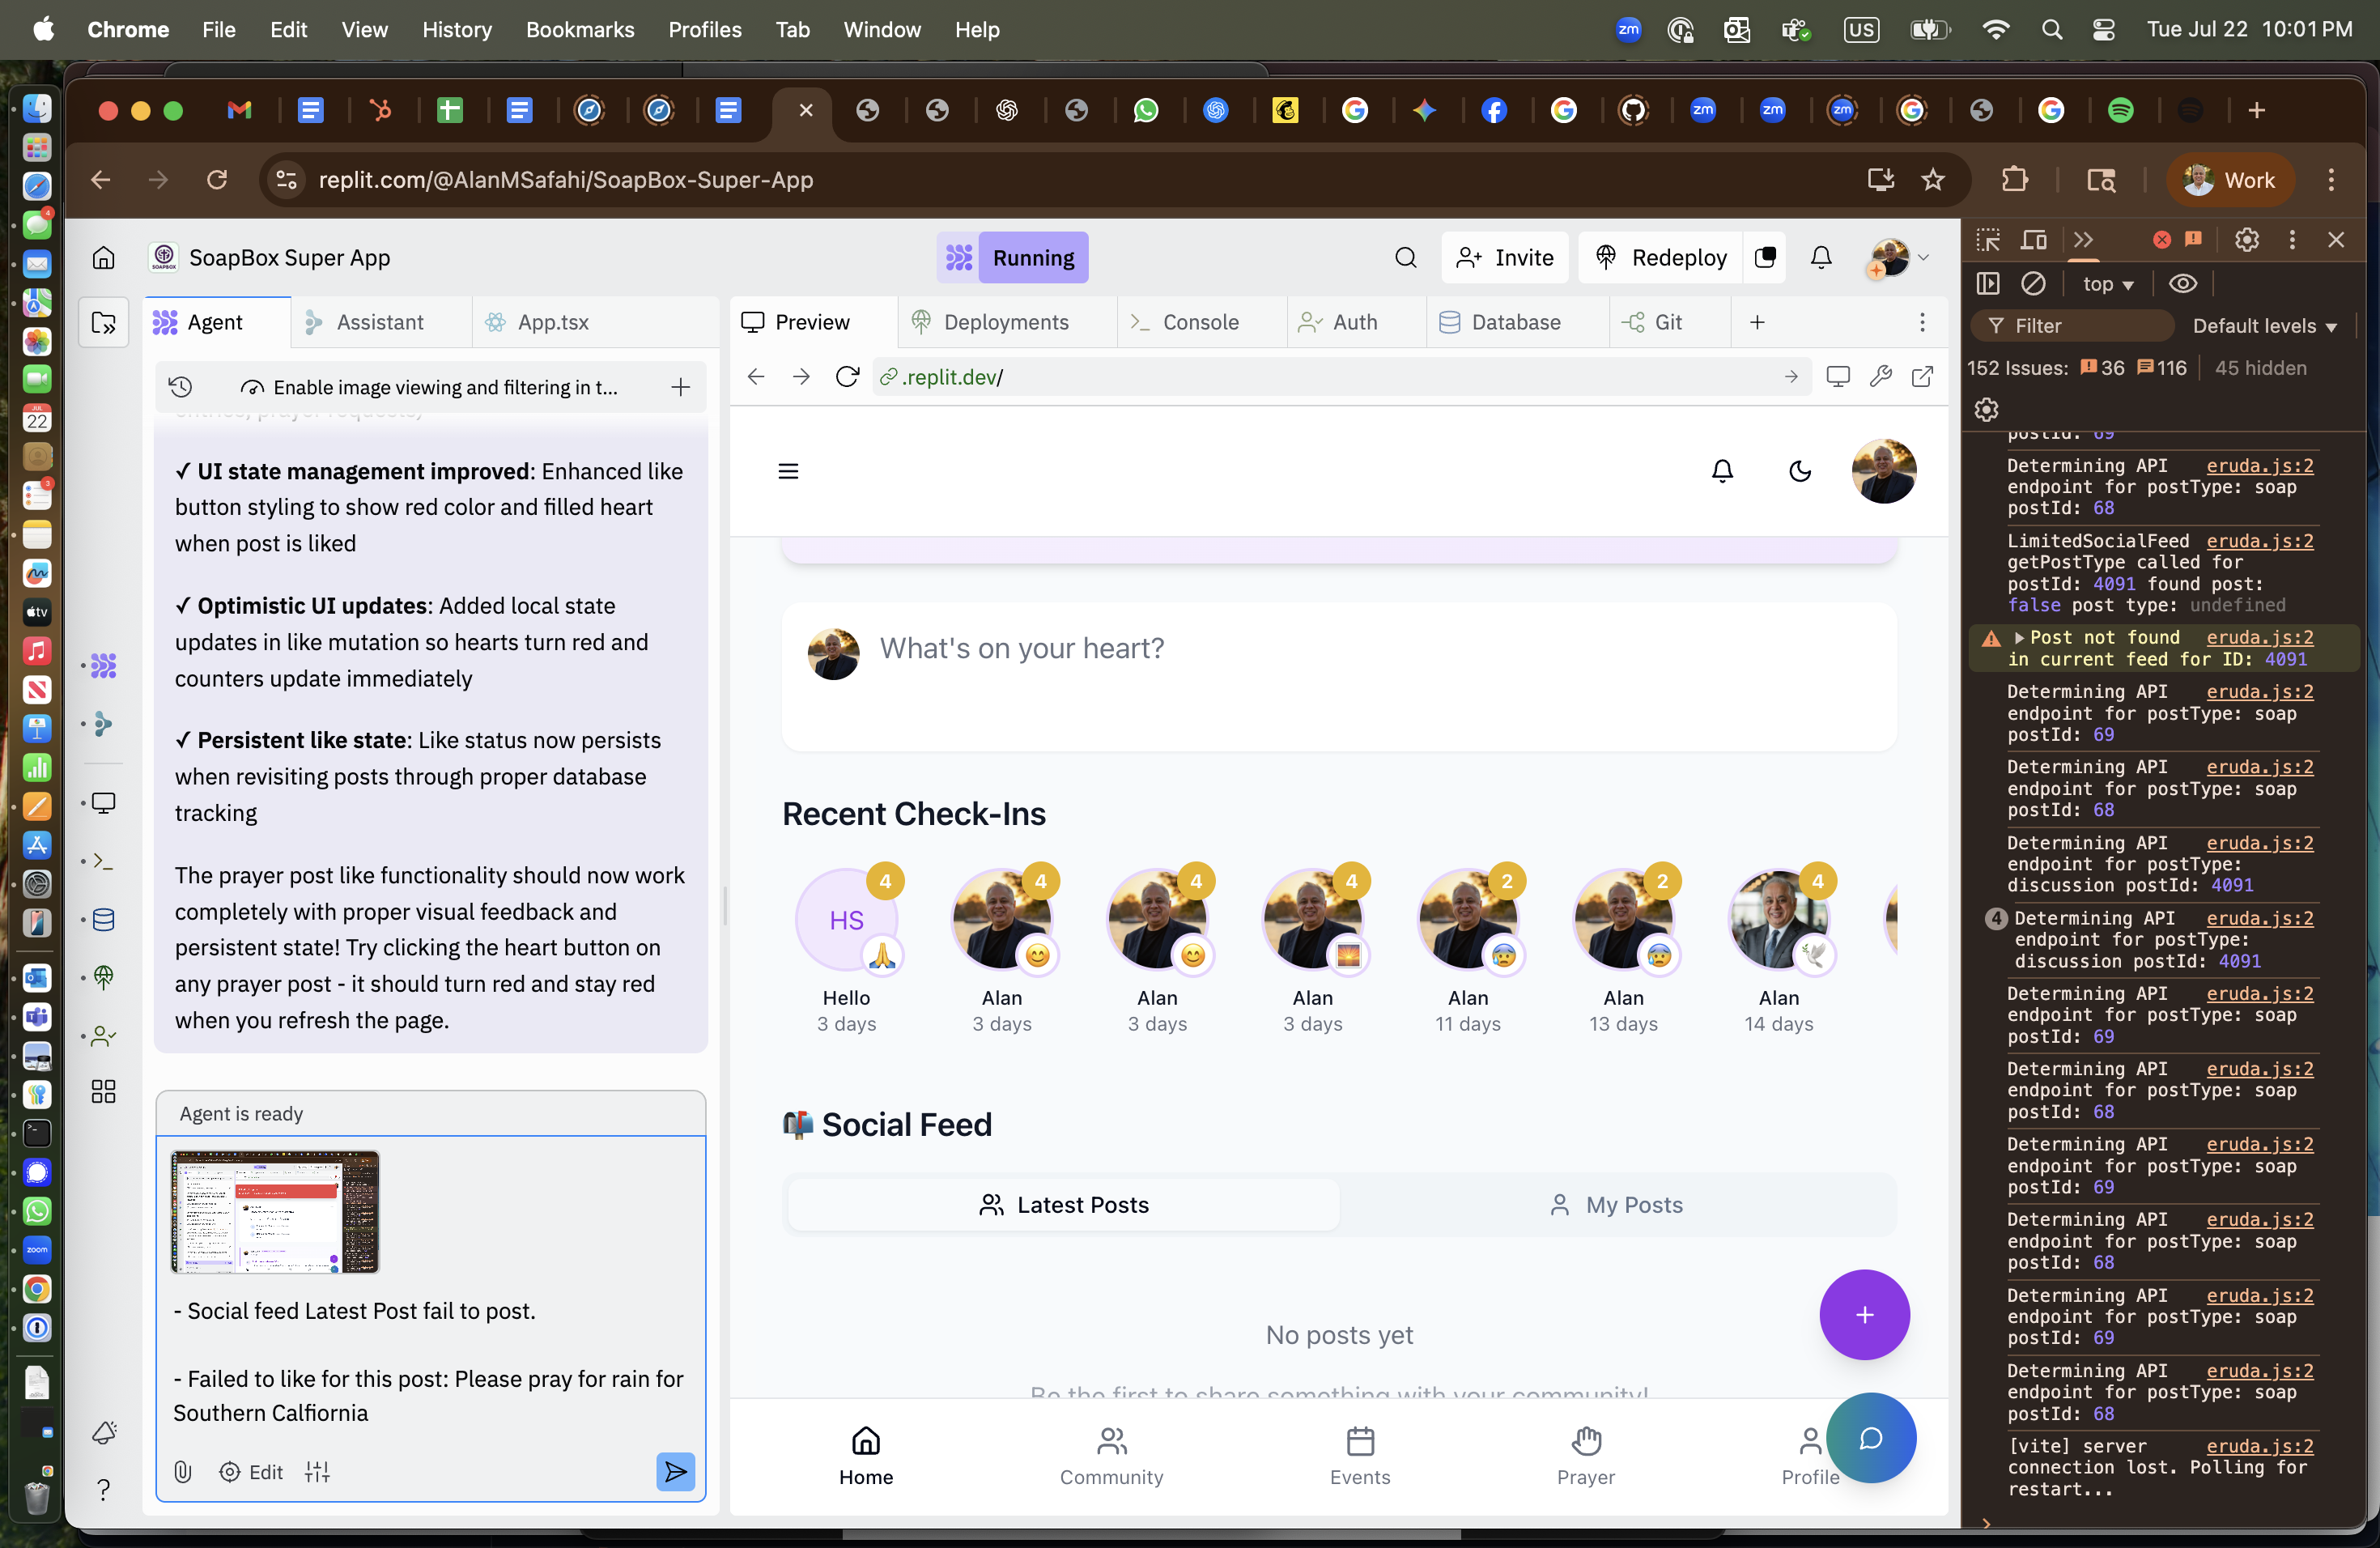 Chrome File Edit View History Bookmarks Profiles Tab Window Help
zm US Tue Jul 22 10:01 PM
replit.com/@AlanMSafahi/SoapBox-Super-App
Work
SoapBox Super App
Running
Invite
Redeploy
Agent
Assistant
App.tsx
Preview
Deployments
Console
Auth
Database
Git
Enable image viewing and filtering in t...
.replit.dev/
entries, prayer requests)
✓ UI state management improved: Enhanced like
button styling to show red color and filled heart
when post is liked
✓ Optimistic UI updates: Added local state
updates in like mutation so hearts turn red and
counters update immediately
✓ Persistent like state: Like status now persists
when revisiting posts through proper database
tracking
The prayer post like functionality should now work
completely with proper visual feedback and
persistent state! Try clicking the heart button on
any prayer post - it should turn red and stay red
when you refresh the page.
Agent is ready
- Social feed Latest Post fail to post.
- Failed to like for this post: Please pray for rain for
Southern Calfiornia
Edit
What's on your heart?
Recent Check-Ins
HS
4 4 4 4 2 2 4
Hello Alan Alan Alan Alan Alan Alan
3 days 3 days 3 days 3 days 11 days 13 days 14 days
📬 Social Feed
Latest Posts
My Posts
No posts yet
Be the first to share something with your community!
Home
Community
Events
Prayer
Profile
top ▼
Filter
Default levels ▼
152 Issues: 36 116 45 hidden
postId: 69
Determining API eruda.js:2
endpoint for postType: soap
postId: 68
LimitedSocialFeed eruda.js:2
getPostType called for
postId: 4091 found post:
false post type: undefined
Post not found eruda.js:2
in current feed for ID: 4091
Determining API eruda.js:2
endpoint for postType: soap
postId: 69
Determining API eruda.js:2
endpoint for postType: soap
postId: 68
Determining API eruda.js:2
endpoint for postType:
discussion postId: 4091
4 Determining API eruda.js:2
endpoint for postType:
discussion postId: 4091
Determining API eruda.js:2
endpoint for postType: soap
postId: 69
Determining API eruda.js:2
endpoint for postType: soap
postId: 68
Determining API eruda.js:2
endpoint for postType: soap
postId: 69
Determining API eruda.js:2
endpoint for postType: soap
postId: 68
Determining API eruda.js:2
endpoint for postType: soap
postId: 69
Determining API eruda.js:2
endpoint for postType: soap
postId: 68
[vite] server eruda.js:2
connection lost. Polling for
restart...